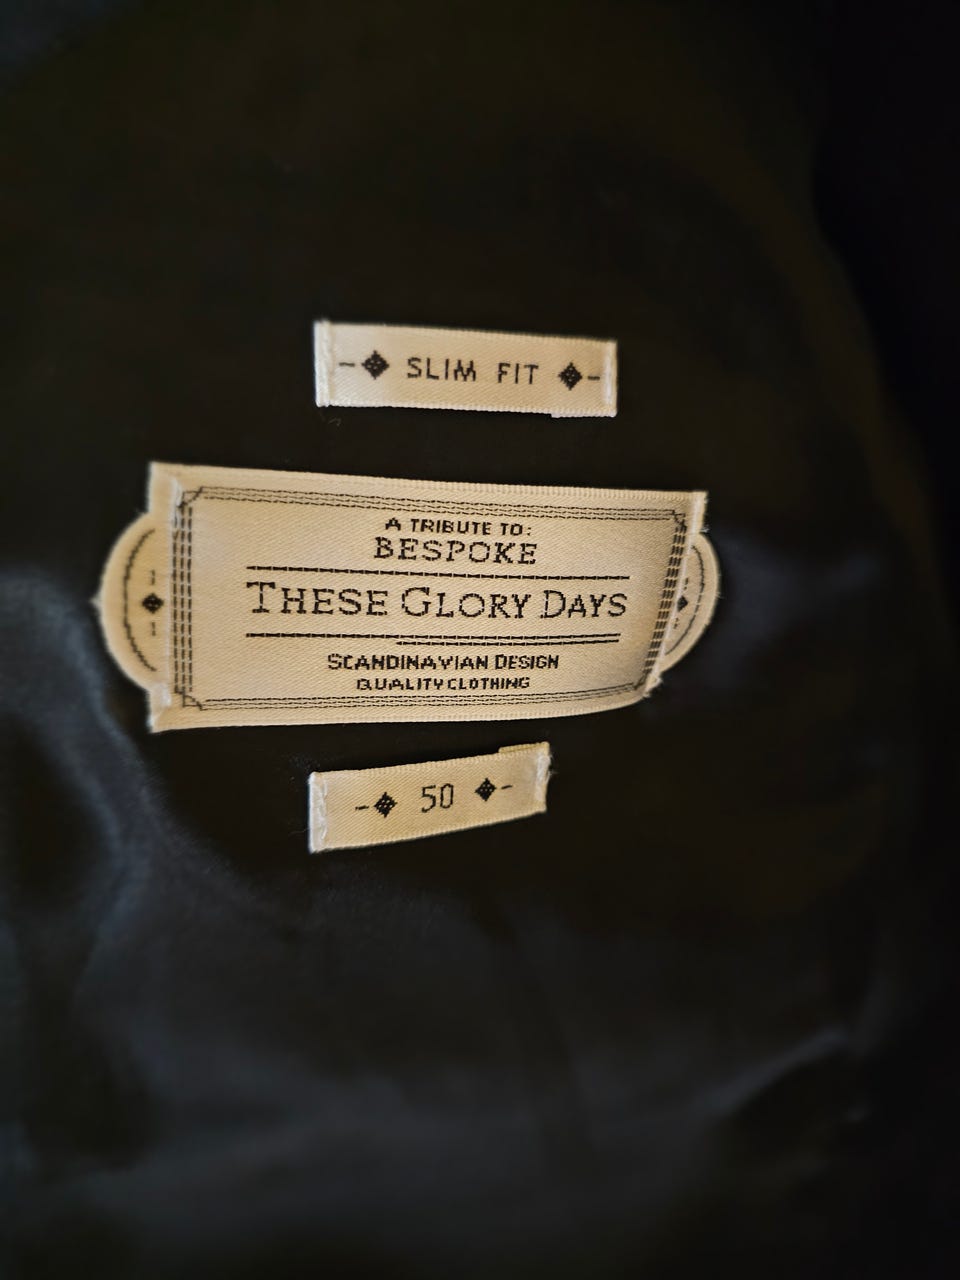 SLIM FIT
A TRIBUTE TO:
BESPOKE
THESE GLORY DAYS
SCANDINAVIAN DESIGN
QUALITY CLOTHING
50